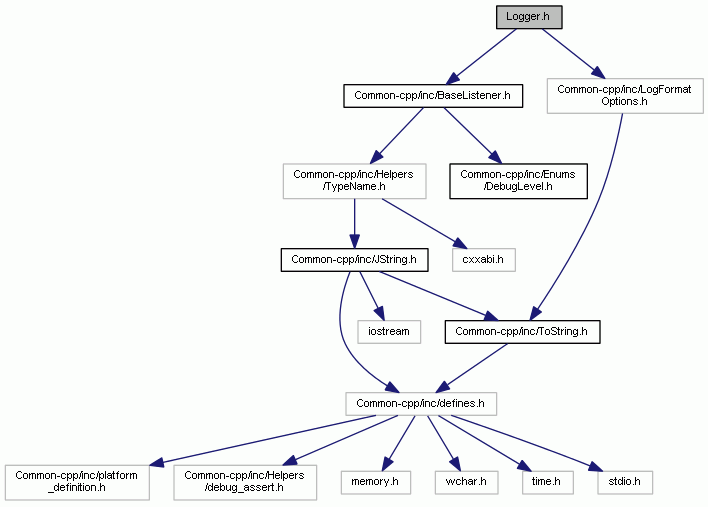 Logger.h
Common-cpp/inc/BaseListener.h
Common-cpp/inc/LogFormat
Options.h
Common-cpp/inc/Helpers
/TypeName.h
Common-cpp/inc/Enums
/DebugLevel.h
Common-cpp/inc/JString.h
cxxabi.h
iostream
Common-cpp/inc/ToString.h
Common-cpp/inc/defines.h
Common-cpp/inc/platform
_definition.h
Common-cpp/inc/Helpers
/debug_assert.h
memory.h
wchar.h
time.h
stdio.h